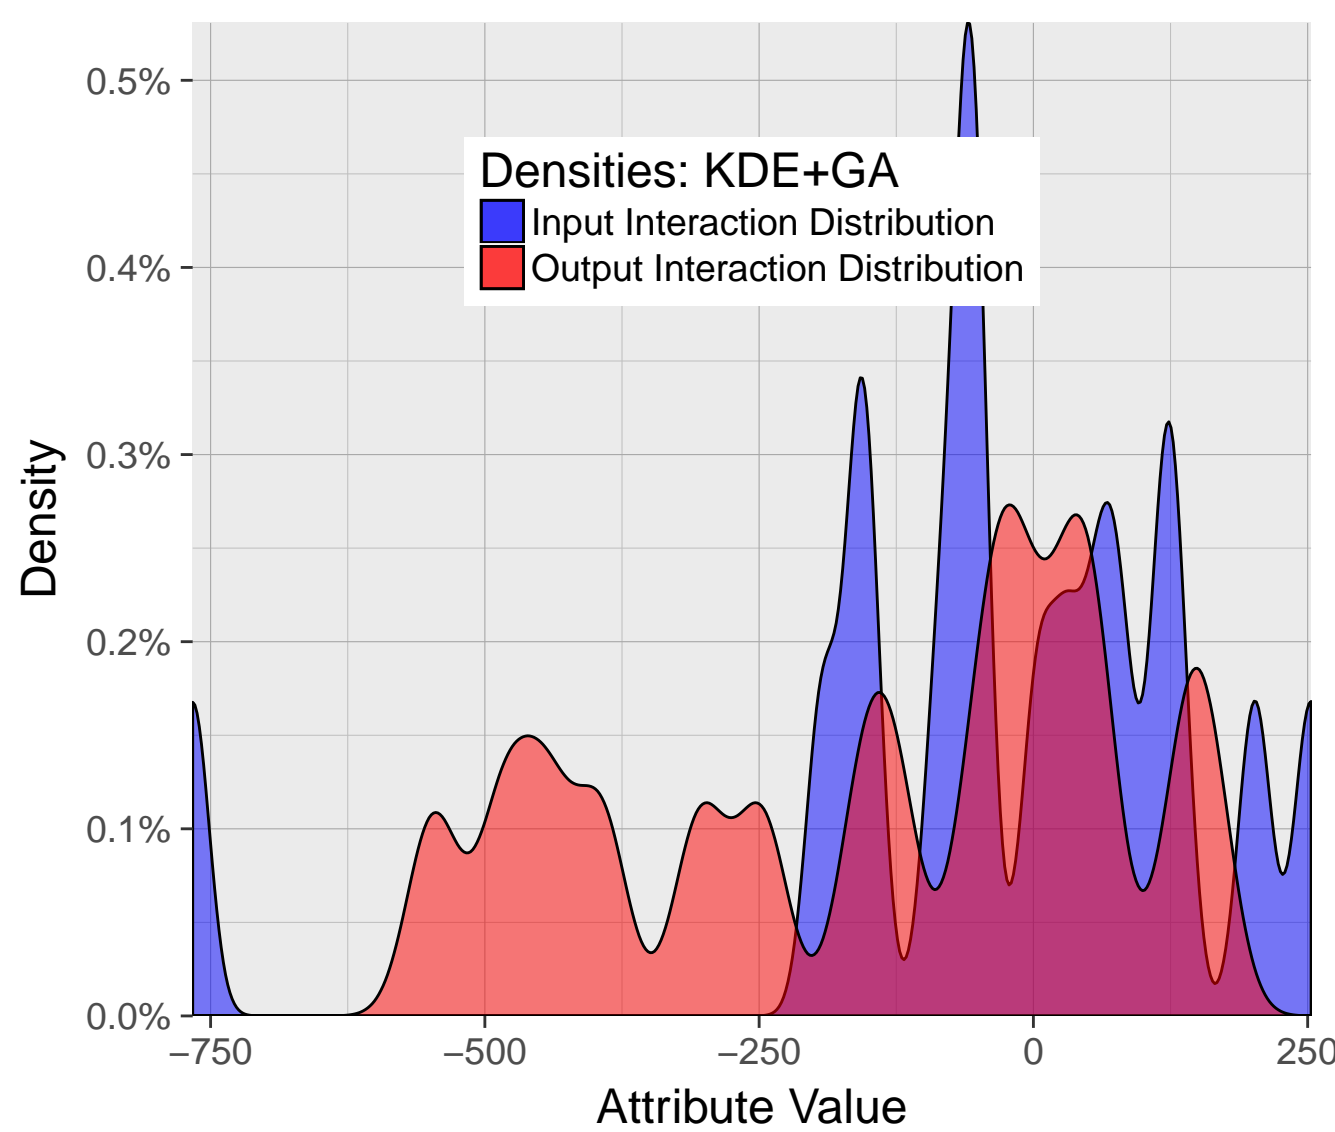 0.5%
0.4%
0.3%
0.2%
0.1%
0.0%
Density
Densities: KDE+GA
Input Interaction Distribution
Output Interaction Distribution
−750 −500 −250 0 250
Attribute Value